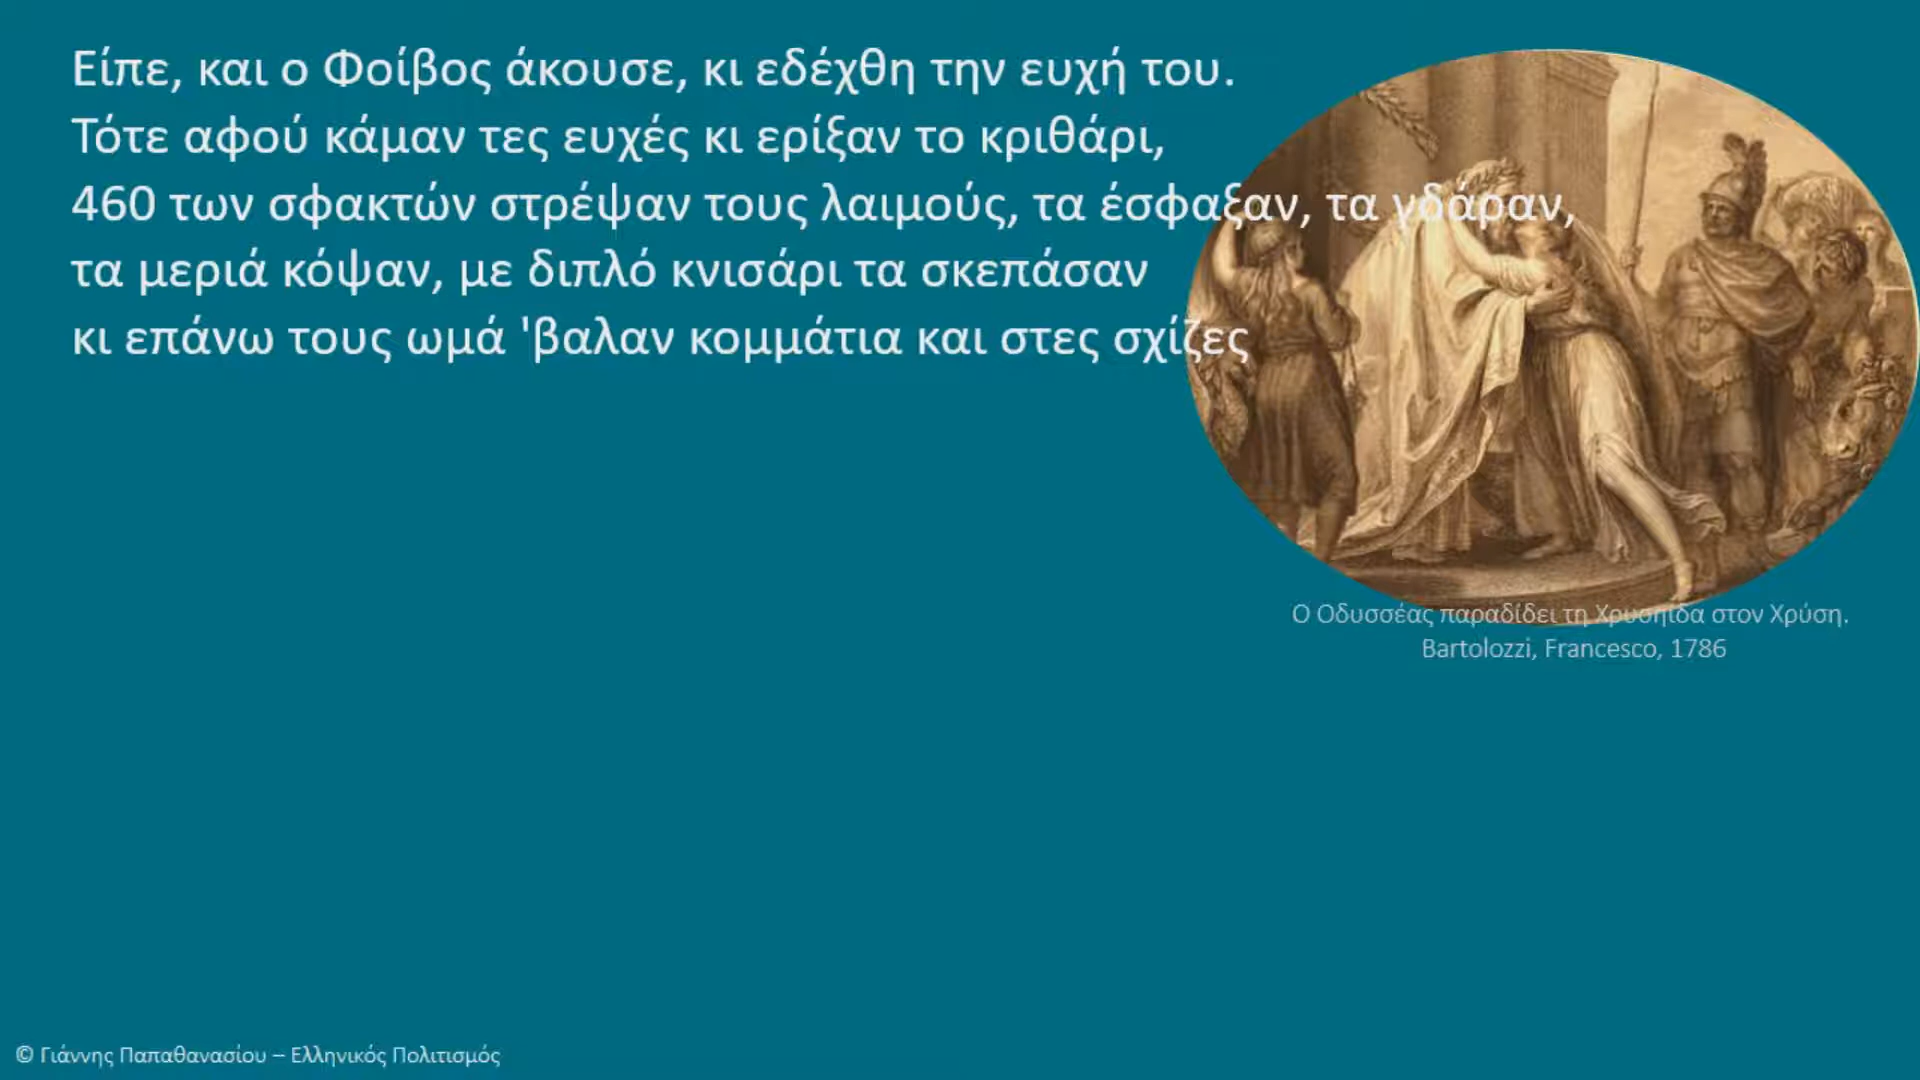 Είπε, και ο Φοίβος άκουσε, κι εδέχθη την ευχή του.
Τότε αφού κάμαν τες ευχές κι ερίξαν το κριθάρι,
460 των σφακτών στρέψαν τους λαιμούς, τα έσφαξαν, τα γδάραν,
τα μεριά κόψαν, με διπλό κνισάρι τα σκεπάσαν
κι επάνω τους ωμά 'βαλαν κομμάτια και στες σχίζες
Ο Οδυσσέας παραδίδει τη Χρυσηίδα στον Χρύση.
Bartolozzi, Francesco, 1786
© Γιάννης Παπαθανασίου – Ελληνικός Πολιτισμός